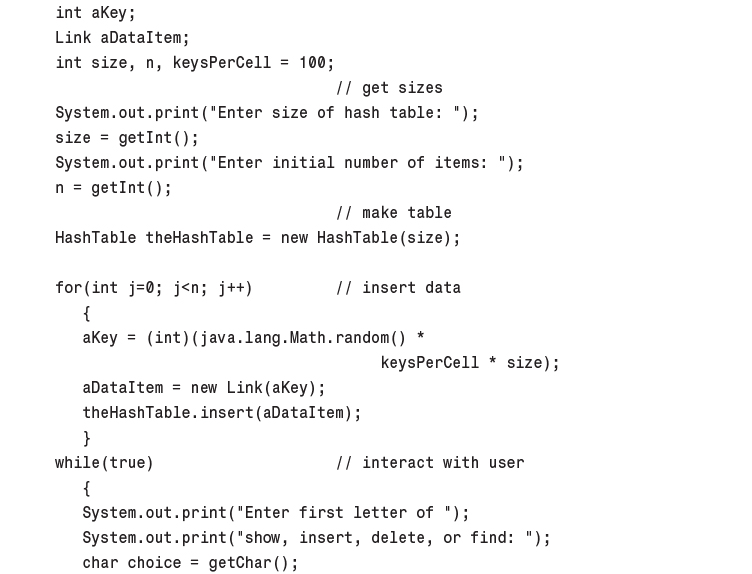 int aKey;
Link aDataItem;
int size, n, keysPerCell = 100;
// get sizes
System.out.print("Enter size of hash table: ");
size = getInt();
System.out.print("Enter initial number of items: ");
n = getInt();
// make table
HashTable theHashTable = new HashTable(size);
for(int j=0; j<n; j++)          // insert data
{
aKey = (int)(java.lang.Math.random() *
keysPerCell * size);
aDataItem = new Link(aKey);
theHashTable.insert(aDataItem);
}
while(true)                     // interact with user
{
System.out.print("Enter first letter of ");
System.out.print("show, insert, delete, or find: ");
char choice = getChar();